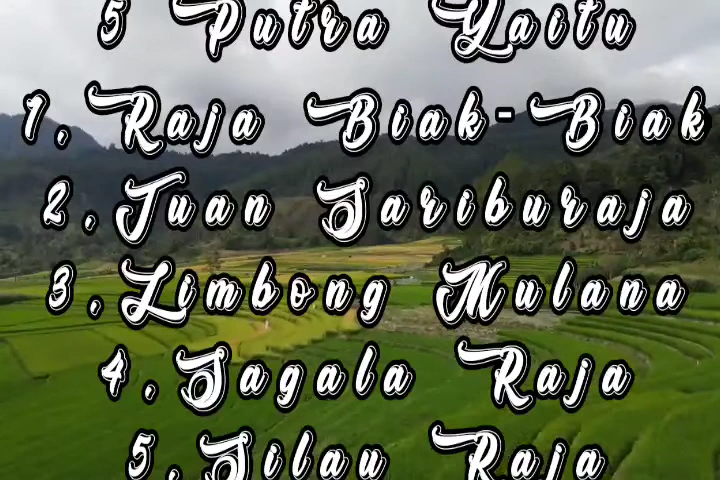 5 Putra Yaitu
1. Raja Biak-Biak
2. Tuan Sariburaja
3. Limbong Mulana
4. Sagala Raja
5. Silau Raja